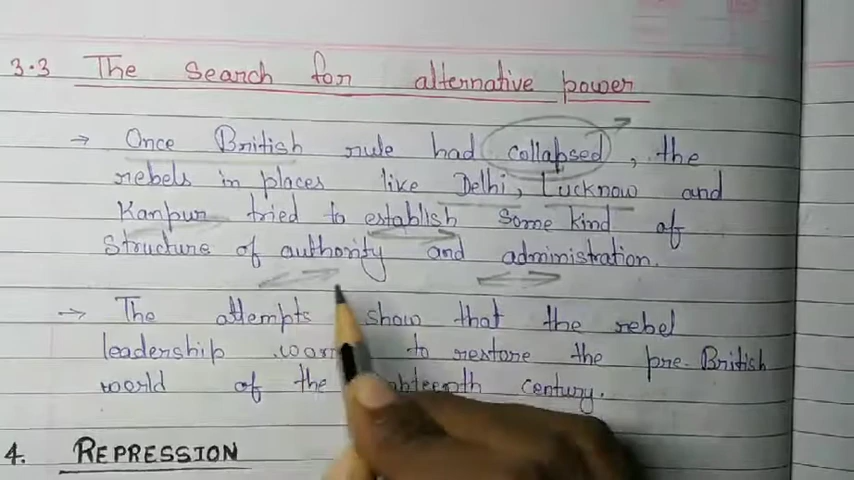 3.3 The search for alternative power
→ Once British rule had collapsed, the
rebels in places like Delhi, Lucknow and
Kanpur tried to establish some kind of
structure of authority and administration.
→ The attempts show that the rebel
leadership to restore the pre-British
world of the century.
4. REPRESSION